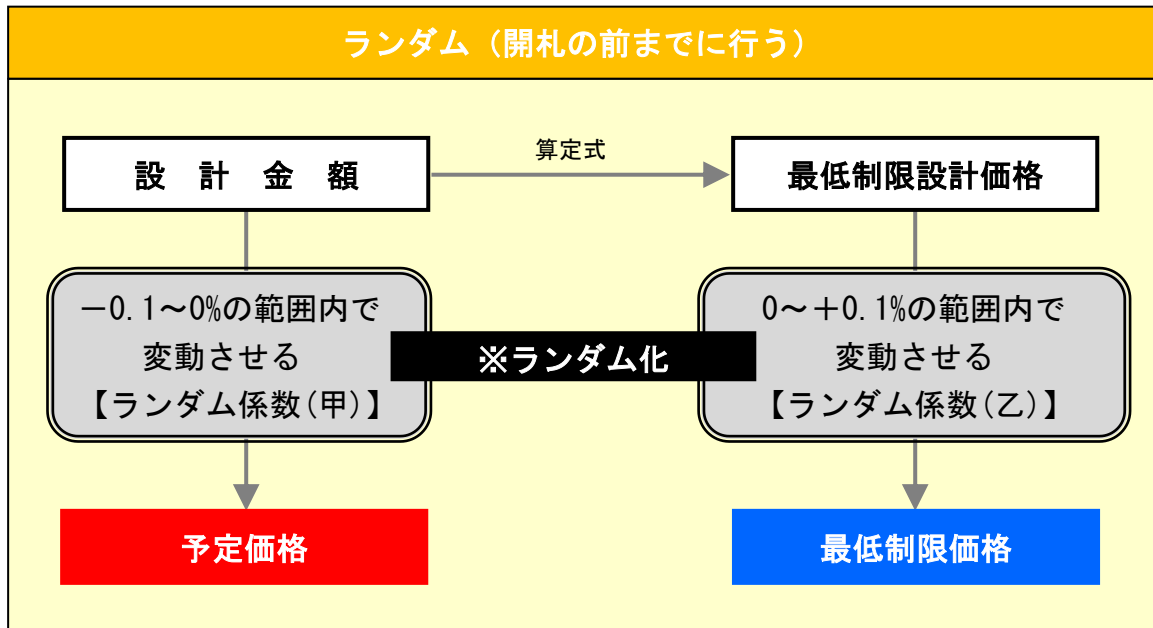 ランダム（開札の前までに行う）
設計金額
算定式
最低制限設計価格
－0.1～0%の範囲内で
変動させる
【ランダム係数(甲)】
※ランダム化
0～＋0.1%の範囲内で
変動させる
【ランダム係数(乙)】
予定価格
最低制限価格